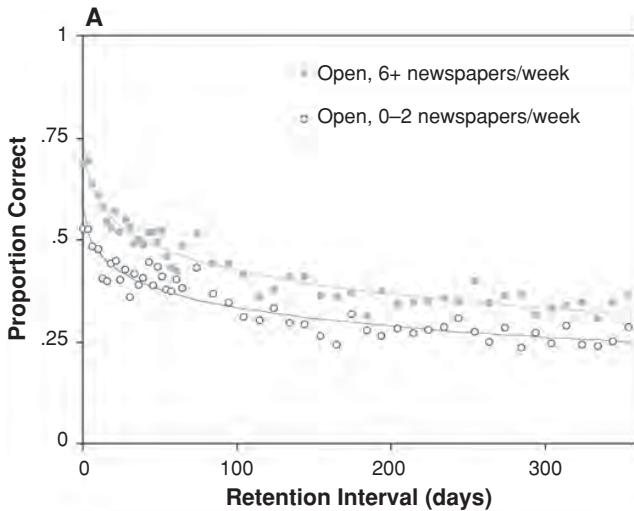 A
1
.75
.5
.25
0
Proportion Correct
Open, 6+ newspapers/week
Open, 0–2 newspapers/week
0 100 200 300
Retention Interval (days)